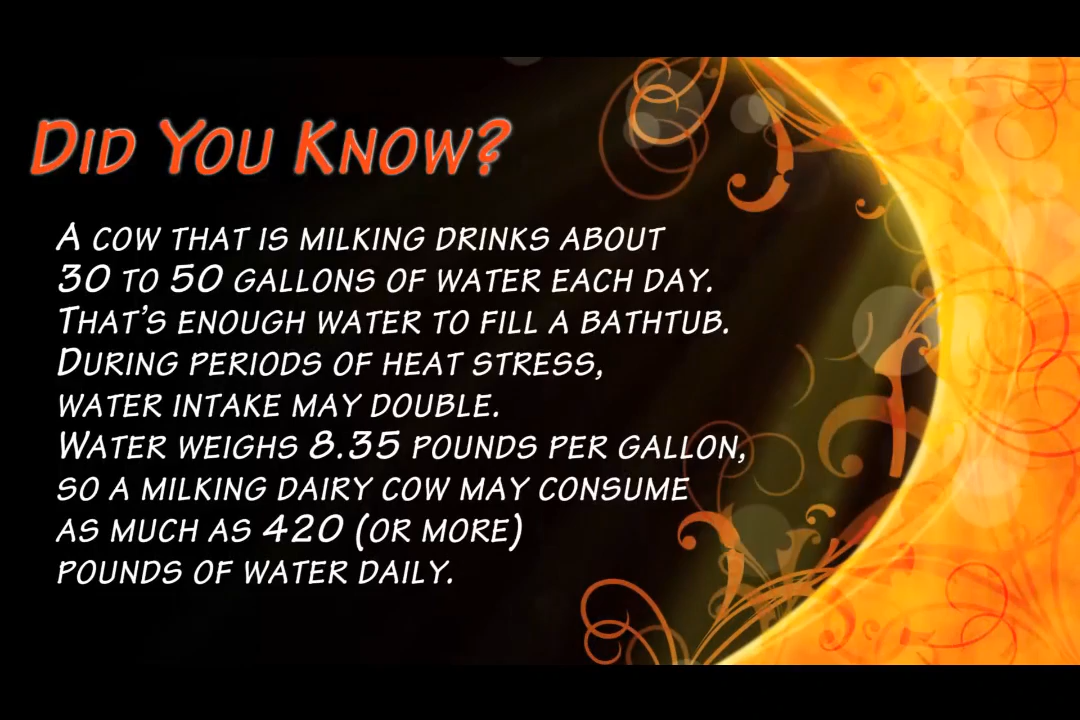 Did You Know?
A cow that is milking drinks about
30 to 50 gallons of water each day.
That's enough water to fill a bathtub.
During periods of heat stress,
water intake may double.
Water weighs 8.35 pounds per gallon,
so a milking dairy cow may consume
as much as 420 (or more)
pounds of water daily.